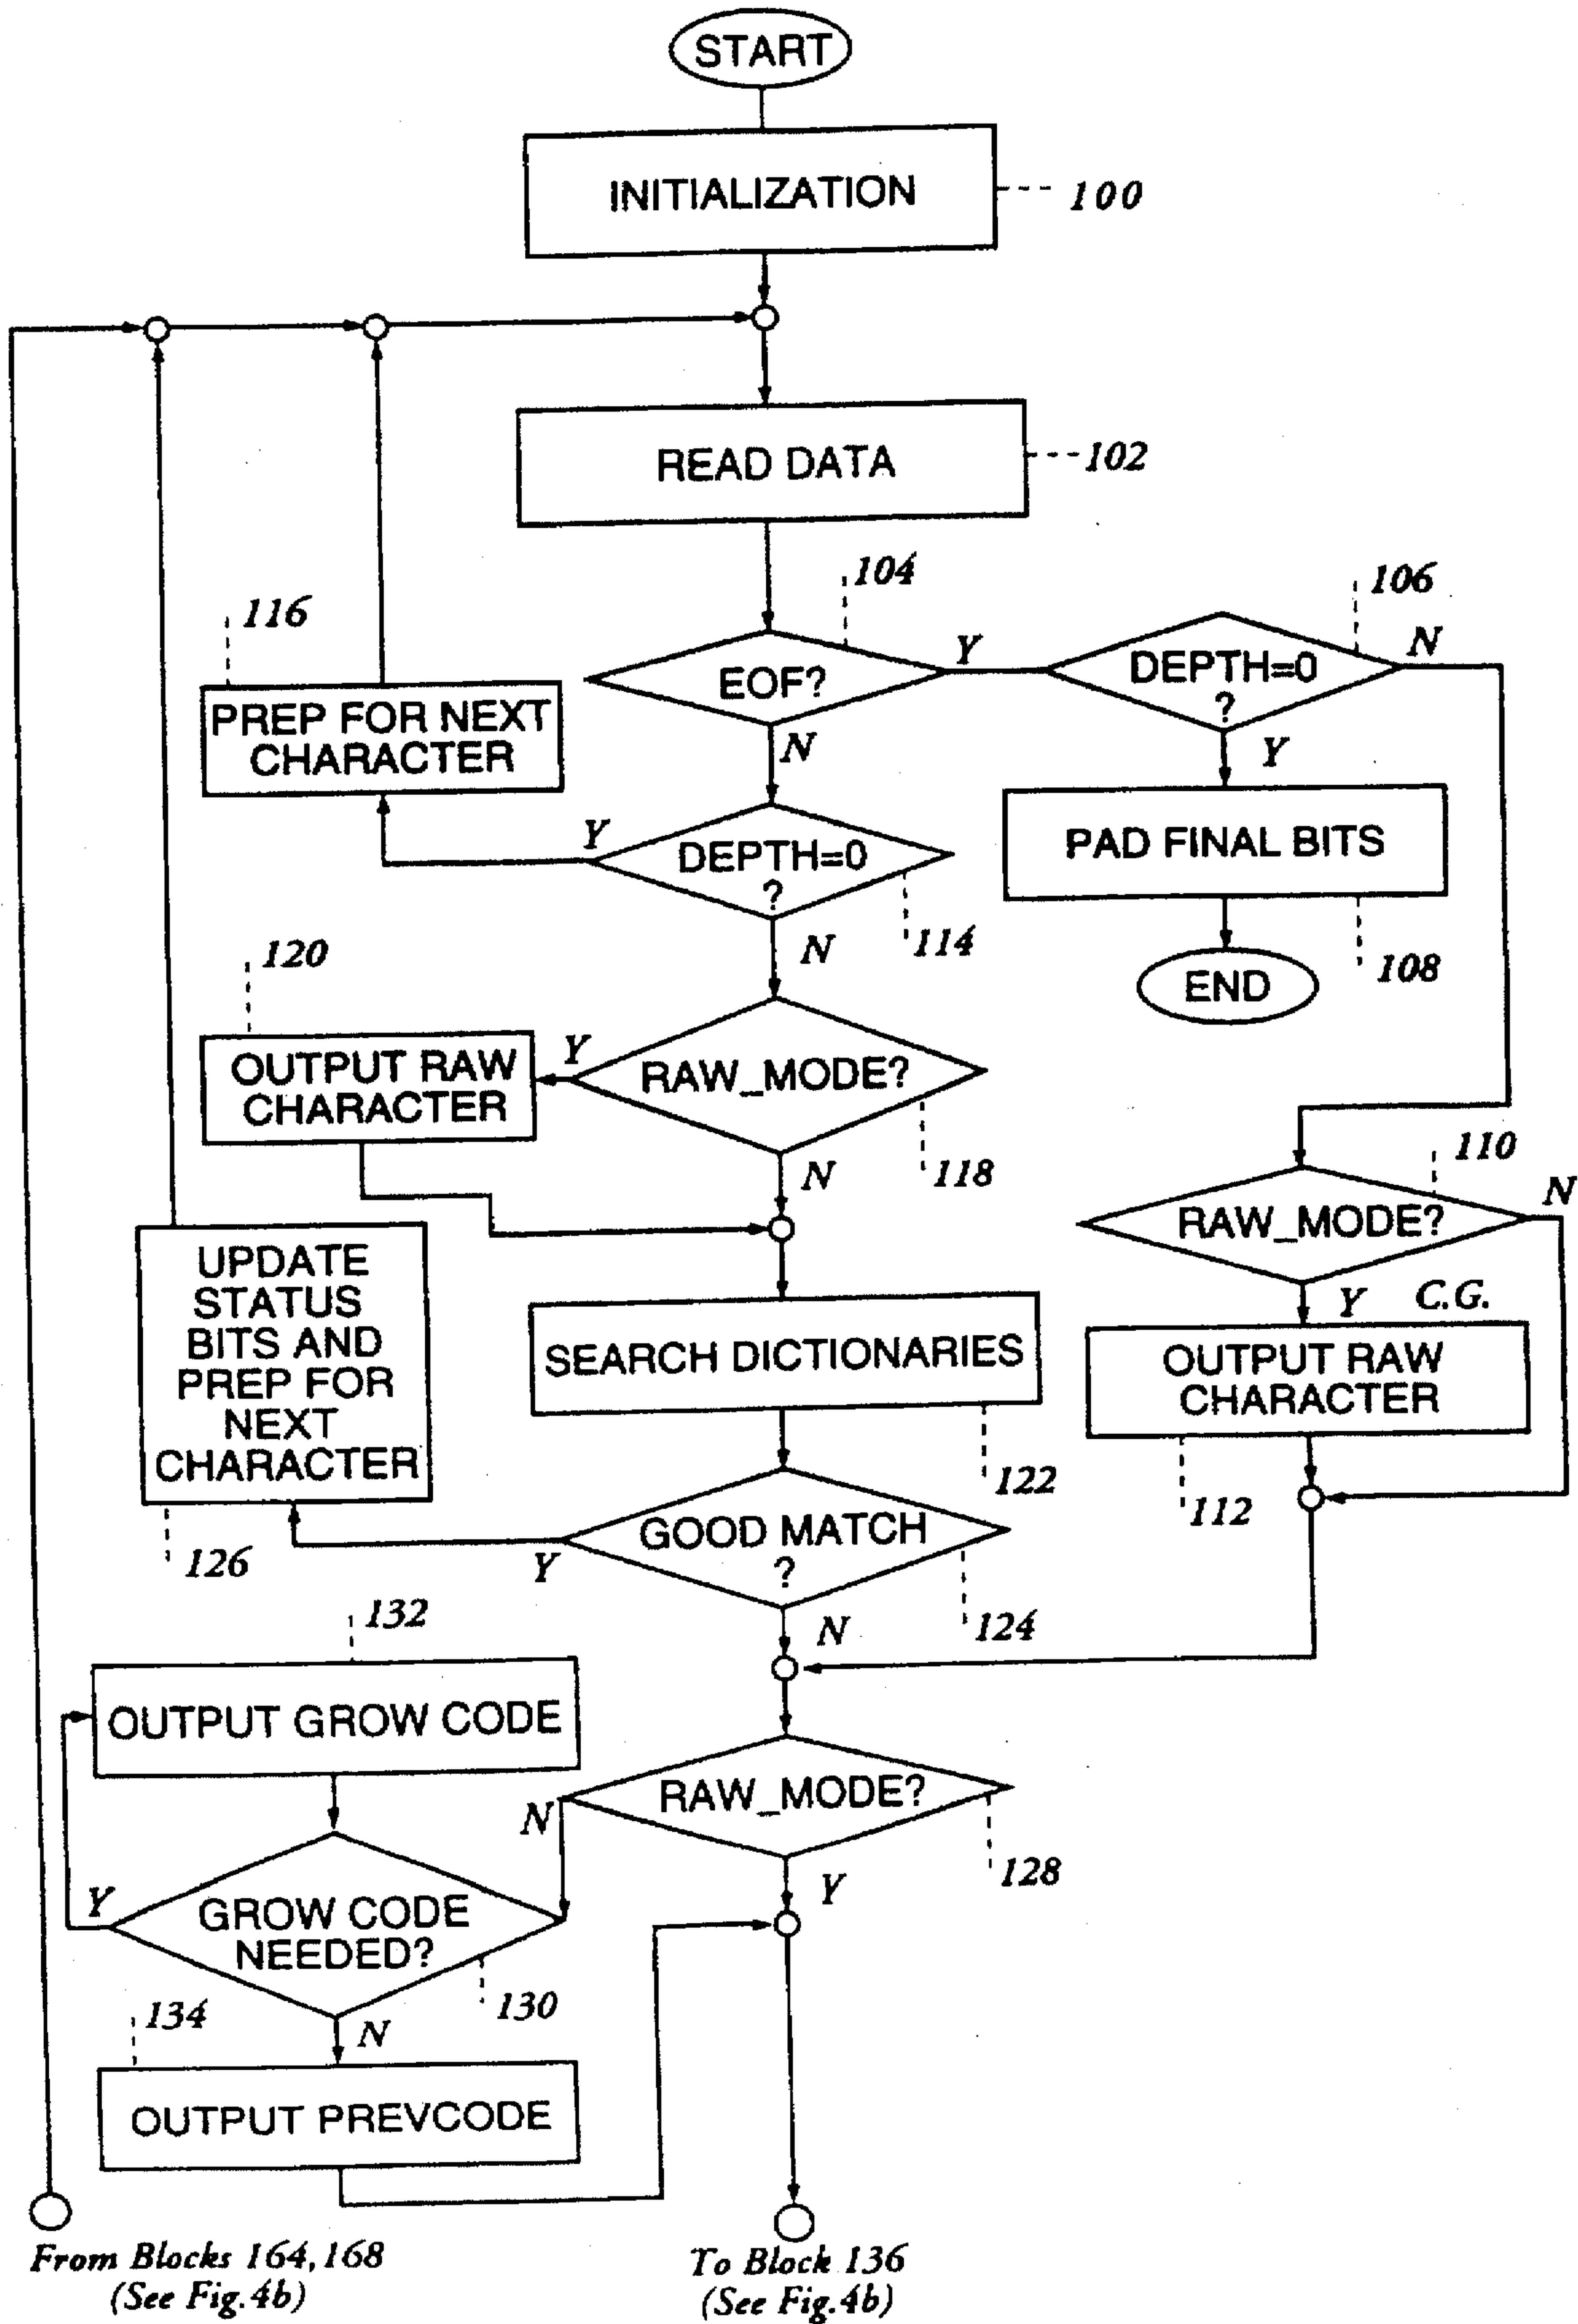 START
INITIALIZATION
100
READ DATA
102
104
106
116
EOF?
Y
DEPTH=0
?
N
PREP FOR NEXT
CHARACTER
N
Y
Y
DEPTH=0
?
PAD FINAL BITS
114
108
N
END
120
OUTPUT RAW
CHARACTER
Y
RAW_MODE?
118
N
110
RAW_MODE?
N
Y
C.G.
UPDATE
STATUS
BITS AND
PREP FOR
NEXT
CHARACTER
SEARCH DICTIONARIES
OUTPUT RAW
CHARACTER
122
112
GOOD MATCH
?
Y
126
124
N
132
OUTPUT GROW CODE
RAW_MODE?
N
128
Y
Y
GROW CODE
NEEDED?
130
134
N
OUTPUT PREVCODE
From Blocks 164,168
(See Fig.4b)
To Block 136
(See Fig.4b)